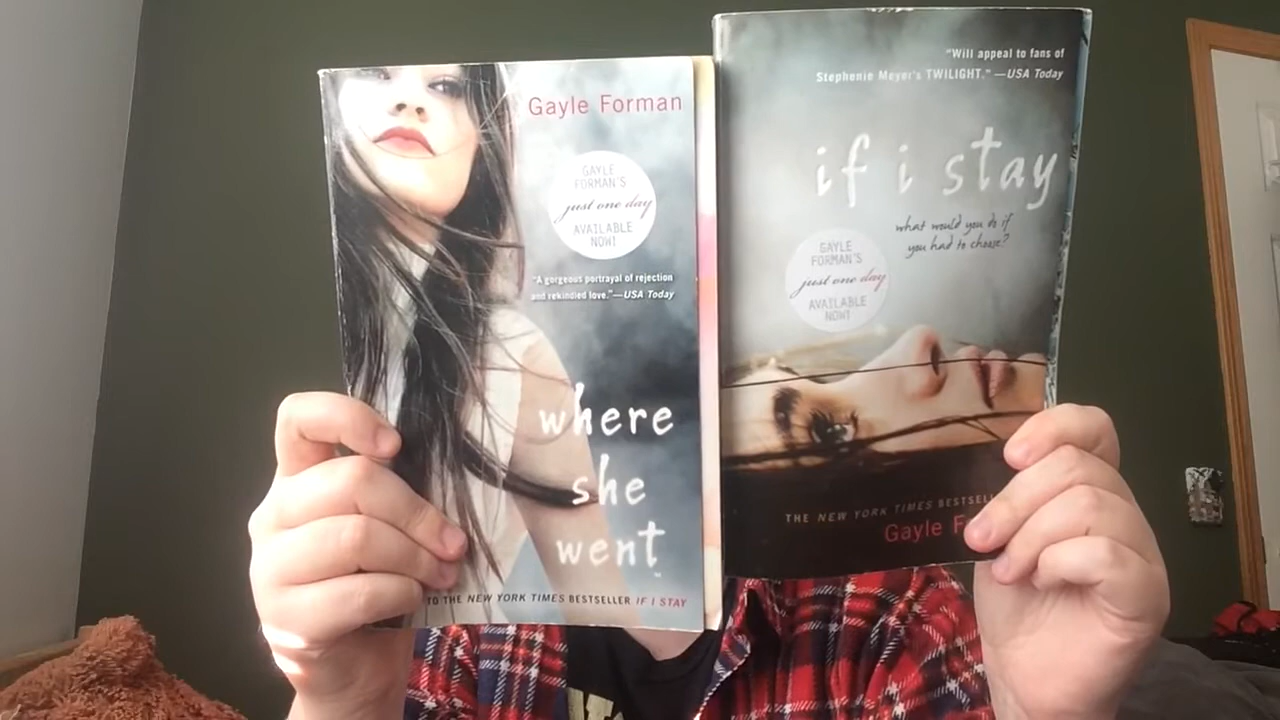 Gayle Forman
GAYLE
FORMAN'S
just one day
AVAILABLE
NOW!
"A gorgeous portrayal of rejection
and rekindled love."—USA Today
where
she
went
TO THE NEW YORK TIMES BESTSELLER IF I STAY
"Will appeal to fans of
Stephenie Meyer's TWILIGHT." —USA Today
if i stay
what would you do if
you had to choose?
GAYLE
FORMAN'S
just one day
AVAILABLE
NOW!
THE NEW YORK TIMES
Gayle